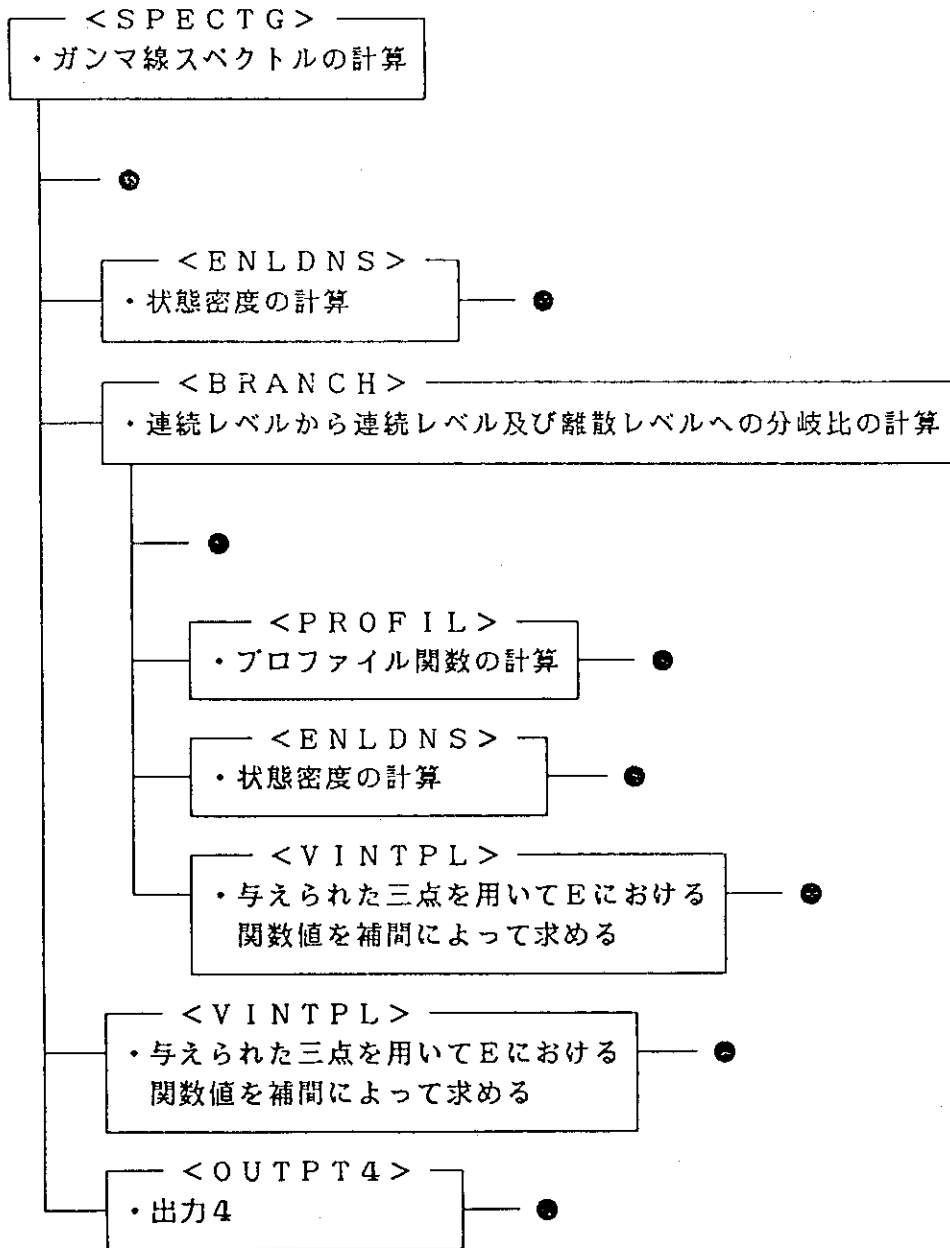 ＜ＳＰＥＣＴＧ＞
・ガンマ線スペクトルの計算
＜ＥＮＬＤＮＳ＞
・状態密度の計算
＜ＢＲＡＮＣＨ＞
・連続レベルから連続レベル及び離散レベルへの分岐比の計算
＜ＰＲＯＦＩＬ＞
・プロファイル関数の計算
＜ＥＮＬＤＮＳ＞
・状態密度の計算
＜ＶＩＮＴＰＬ＞
・与えられた三点を用いてＥにおける
関数値を補間によって求める
＜ＶＩＮＴＰＬ＞
・与えられた三点を用いてＥにおける
関数値を補間によって求める
＜ＯＵＴＰＴ４＞
・出力４